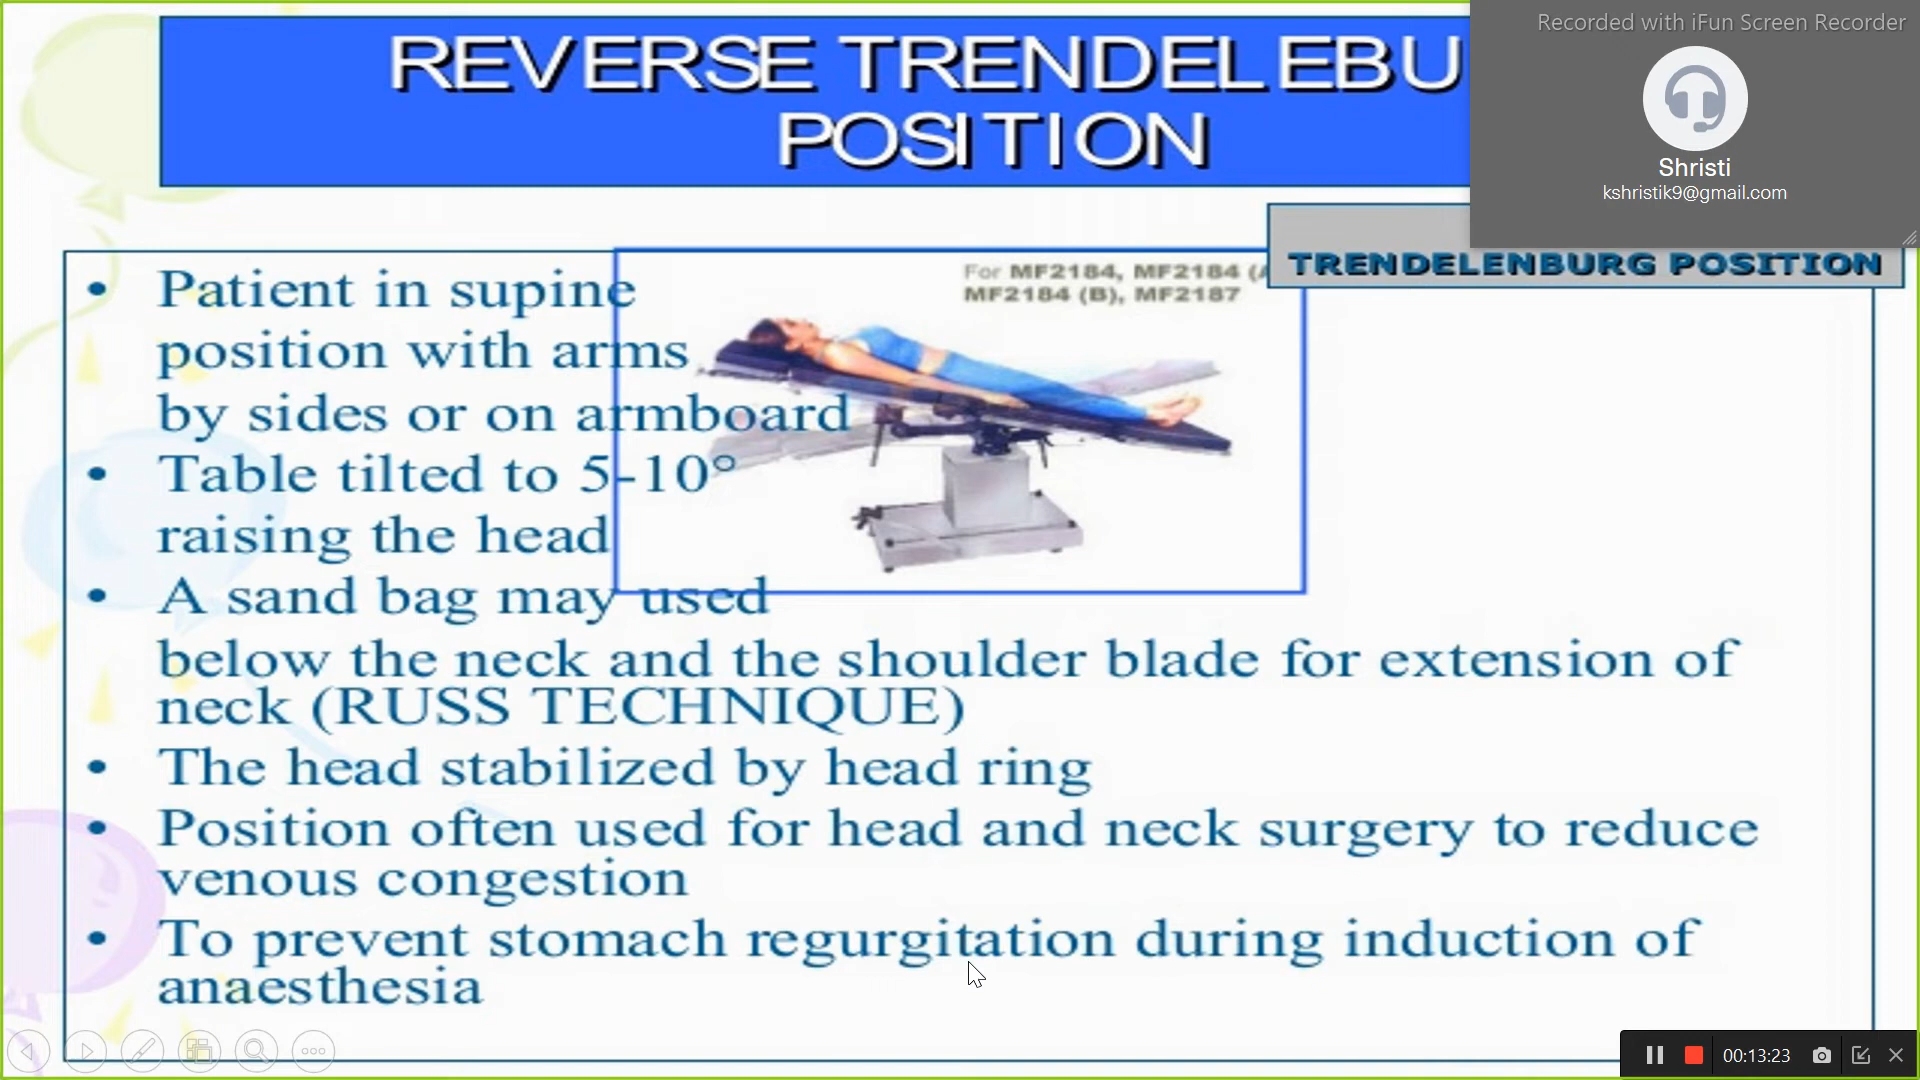 Recorded with iFun Screen Recorder
Shristi
kshristik9@gmail.com
REVERSE TRENDELEBU
POSITION
TRENDELENBURG POSITION
For MF2184, MF2184 (A
MF2184 (B), MF2187
• Patient in supine
position with arms
by sides or on armboard
• Table tilted to 5-10°
raising the head
• A sand bag may used
below the neck and the shoulder blade for extension of
neck (RUSS TECHNIQUE)
• The head stabilized by head ring
• Position often used for head and neck surgery to reduce
venous congestion
• To prevent stomach regurgitation during induction of
anaesthesia
00:13:23